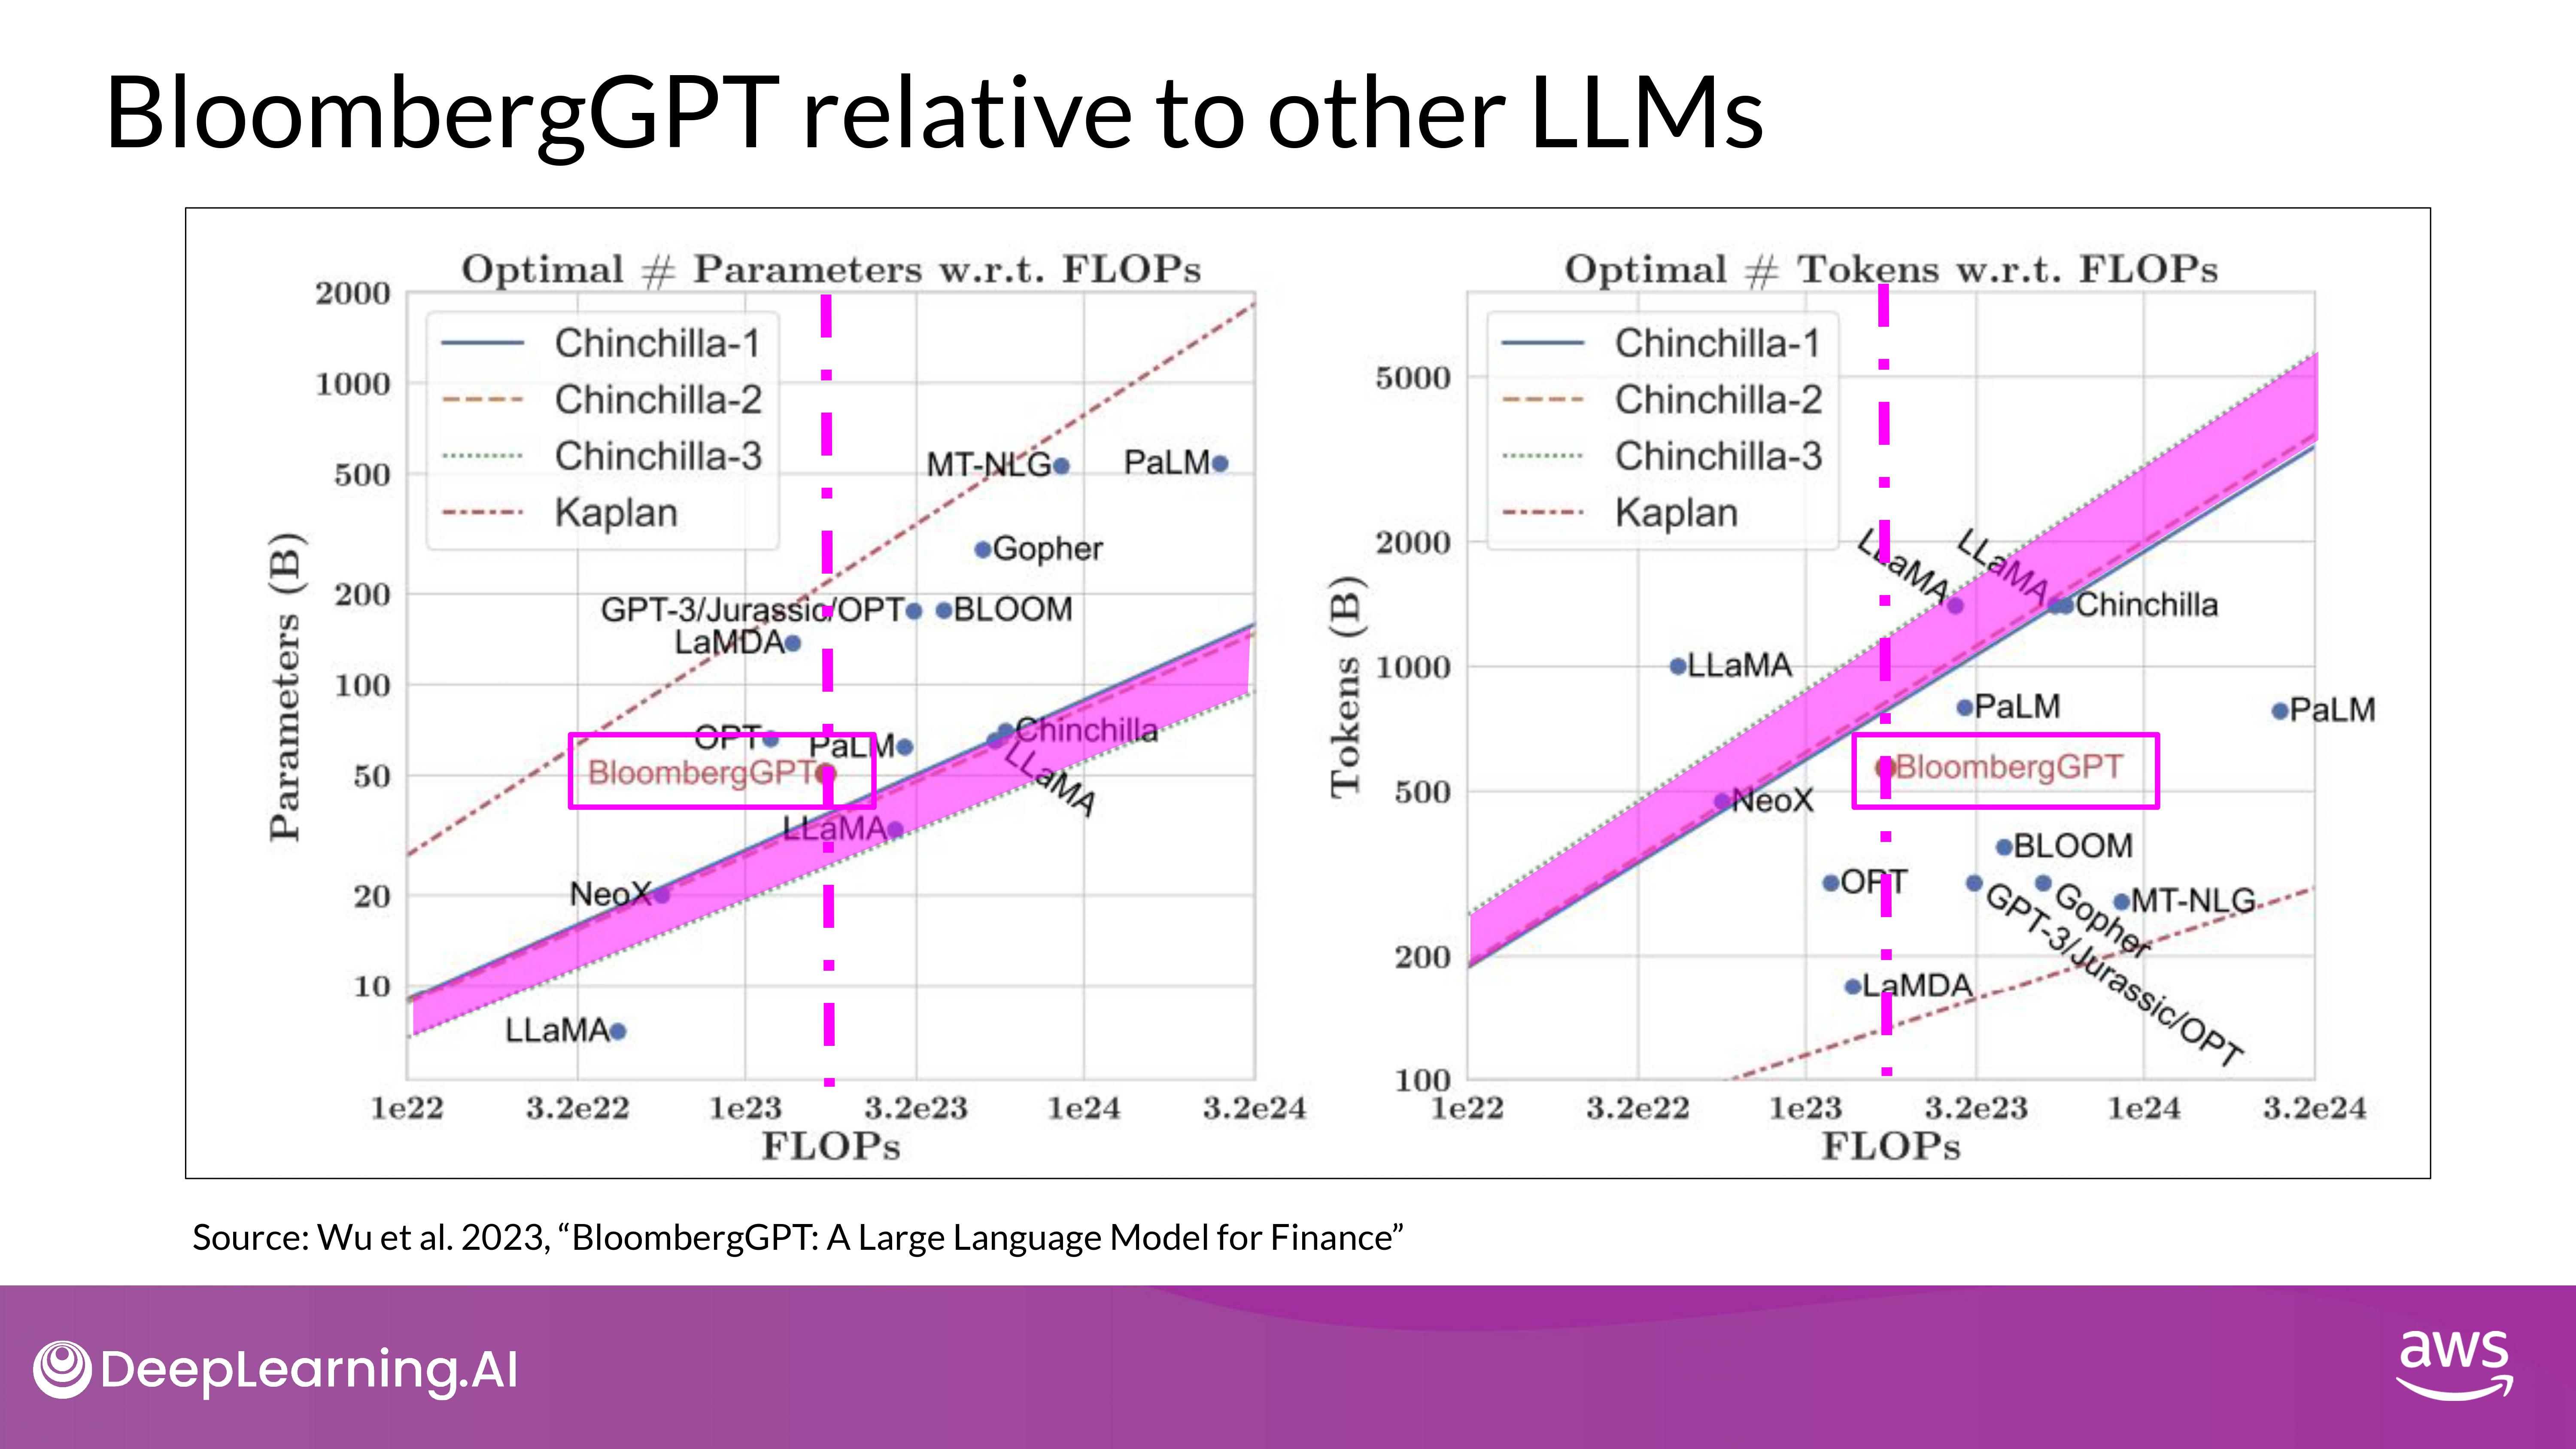 BloombergGPT relative to other LLMs
Optimal # Parameters w.r.t. FLOPs
2000
1000
500
200
100
50
20
10
Parameters (B)
Chinchilla-1
Chinchilla-2
Chinchilla-3
Kaplan
MT-NLG
PaLM
Gopher
GPT-3/Jurassic/OPT
BLOOM
LaMDA
OPT
PaLM
Chinchilla
BloombergGPT
LLaMA
LLaMA
NeoX
LLaMA
1e22
3.2e22
1e23
3.2e23
1e24
3.2e24
FLOPs
Optimal # Tokens w.r.t. FLOPs
5000
2000
1000
500
200
100
Tokens (B)
Chinchilla-1
Chinchilla-2
Chinchilla-3
Kaplan
LLaMA
LLaMA
Chinchilla
LLaMA
PaLM
PaLM
BloombergGPT
NeoX
BLOOM
OPT
GPT-3/Jurassic/OPT
Gopher
MT-NLG
LaMDA
1e22
3.2e22
1e23
3.2e23
1e24
3.2e24
FLOPs
Source: Wu et al. 2023, “BloombergGPT: A Large Language Model for Finance”
DeepLearning.AI
aws